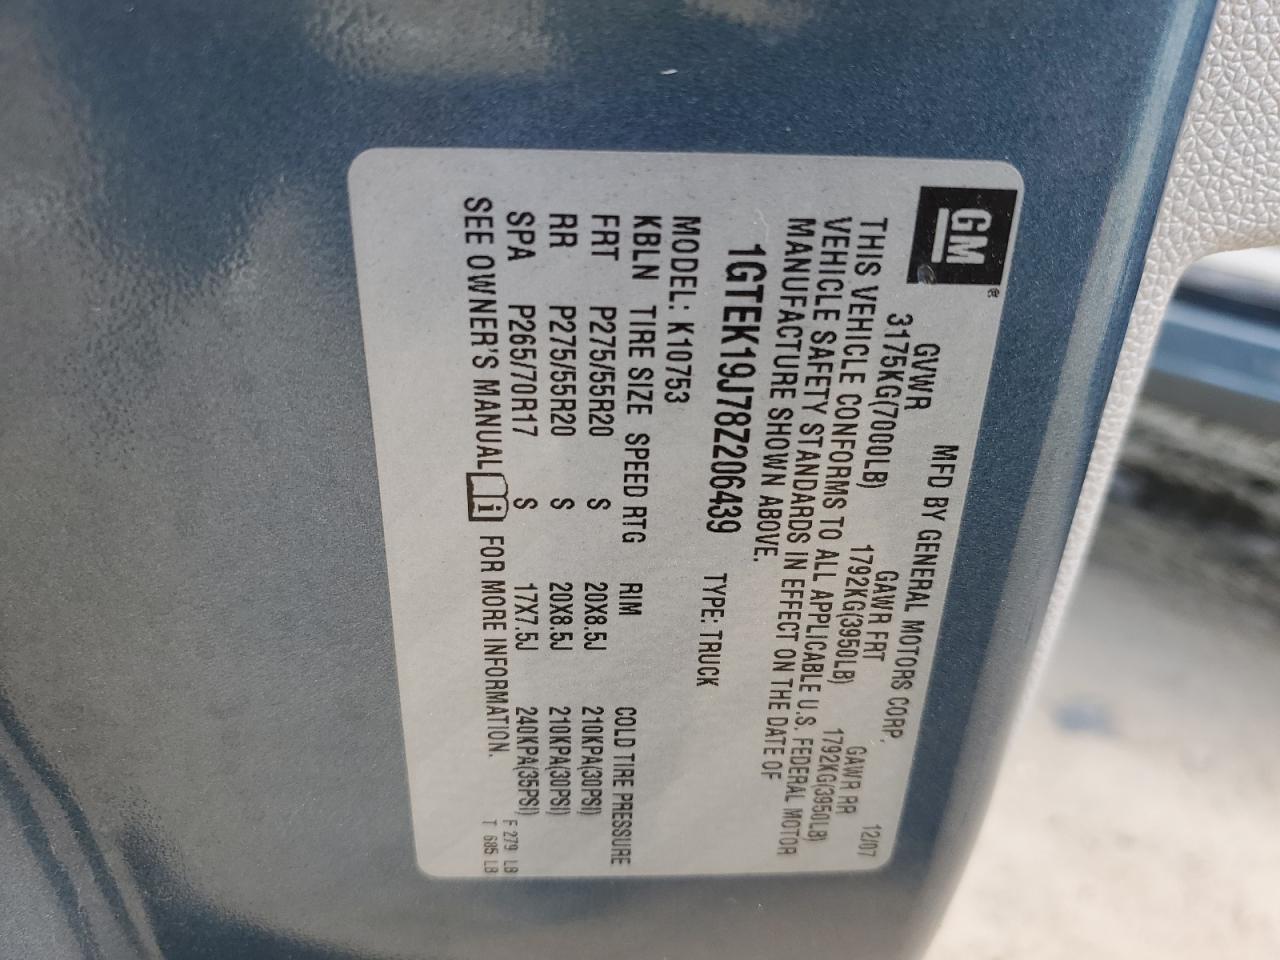 GM®
MFD BY GENERAL MOTORS CORP. 12/07
GVWR GAWR FRT GAWR RR
3175KG(7000LB) 1792KG(3950LB) 1792KG(3950LB)
THIS VEHICLE CONFORMS TO ALL APPLICABLE U.S. FEDERAL MOTOR
VEHICLE SAFETY STANDARDS IN EFFECT ON THE DATE OF
MANUFACTURE SHOWN ABOVE.
1GTEK19J78Z206439 TYPE: TRUCK
MODEL: K10753
KBLN TIRE SIZE SPEED RTG RIM COLD TIRE PRESSURE
FRT P275/55R20 S 20X8.5J 210KPA(30PSI)
RR P275/55R20 S 20X8.5J 210KPA(30PSI)
SPA P265/70R17 S 17X7.5J 240KPA(35PSI)
SEE OWNER'S MANUAL i FOR MORE INFORMATION.
F 279 LB
T 685 LB